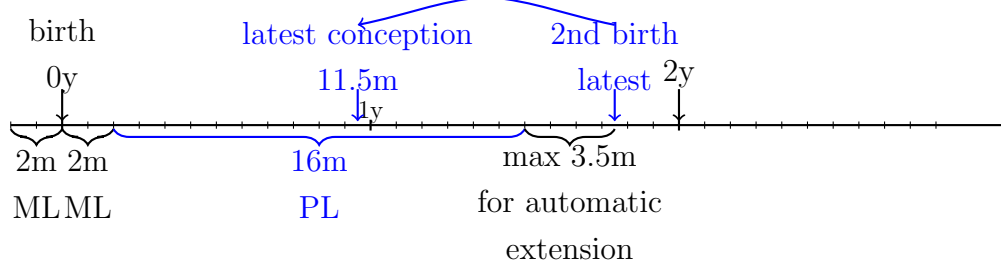 birth
latest conception
2nd birth
0y
11.5m
latest
2y
1y
2m 2m
16m
max 3.5m
ML ML
PL
for automatic
extension